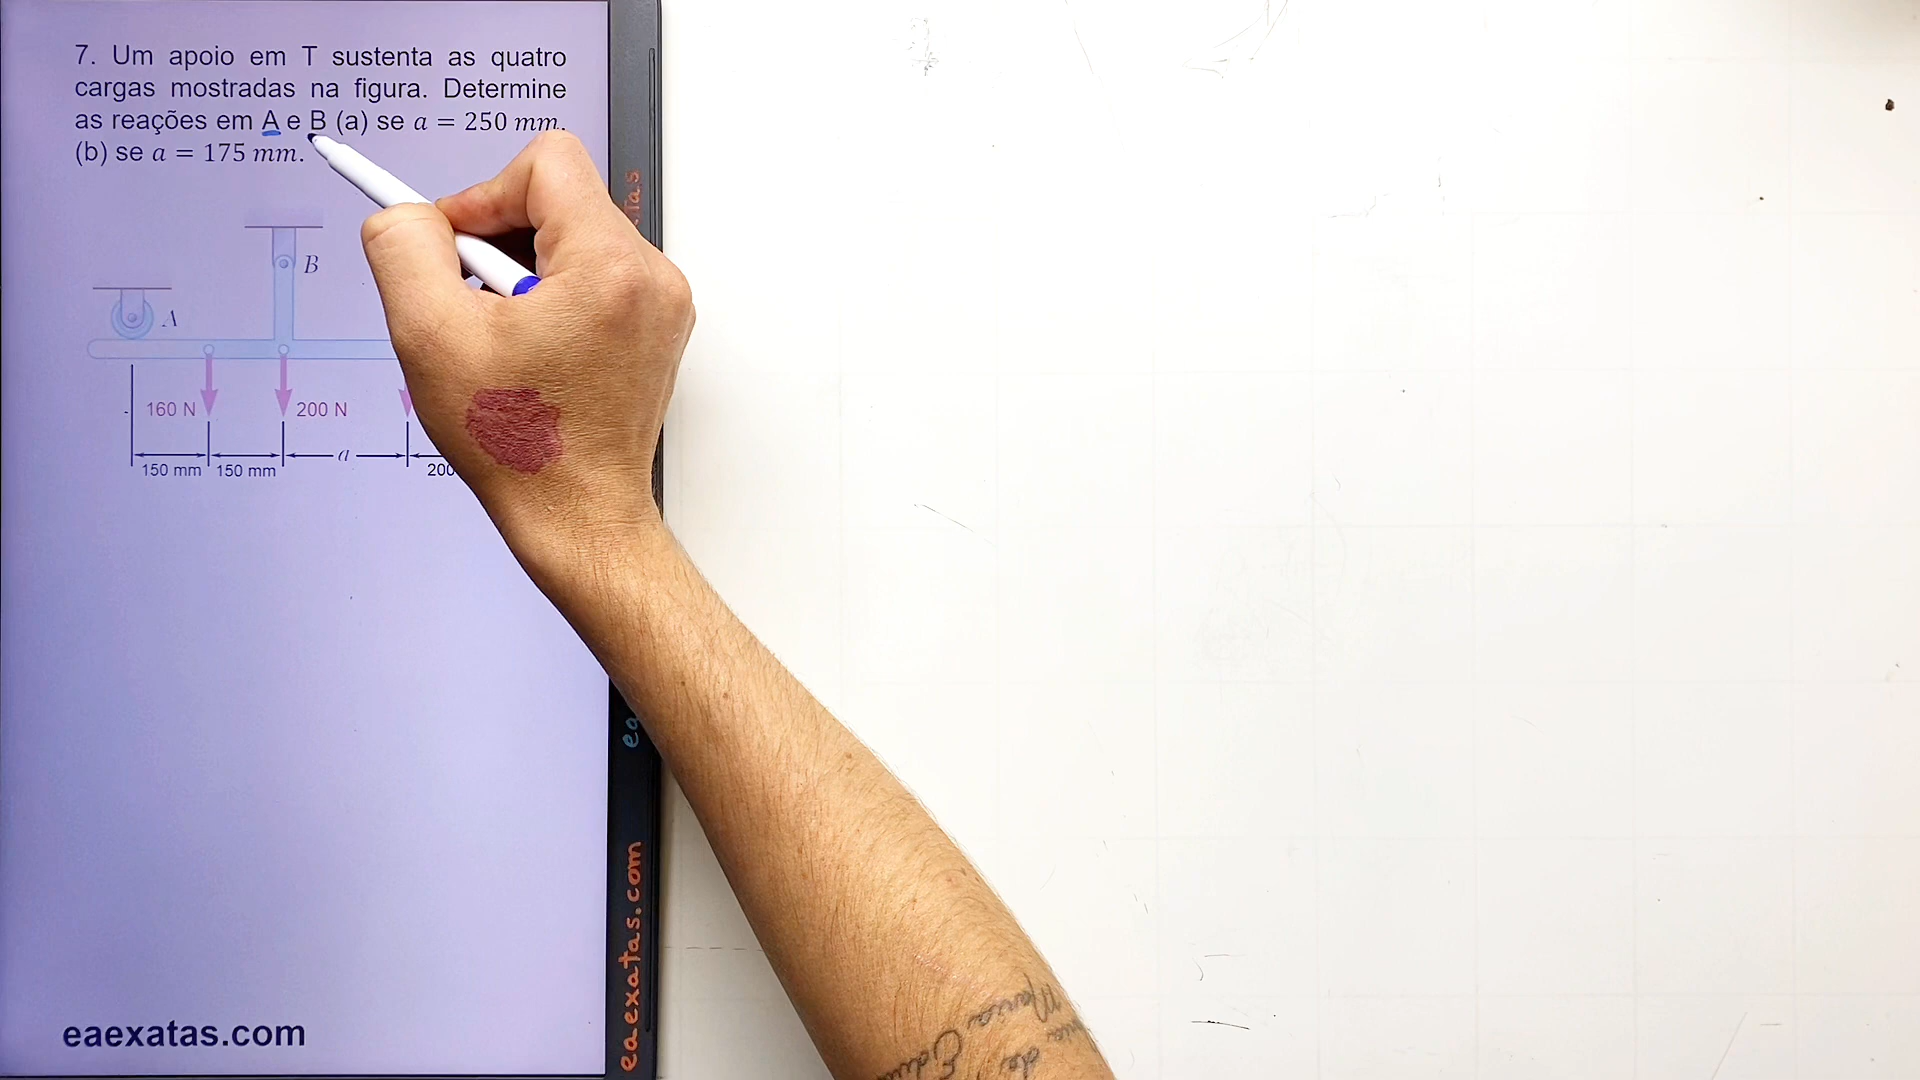 7. Um apoio em T sustenta as quatro
cargas mostradas na figura. Determine
as reações em A e B (a) se a = 250 mm.
(b) se a = 175 mm.
B
A
160 N
200 N
a
150 mm
150 mm
200
eaexatas.com
eaexatas.com
Maria